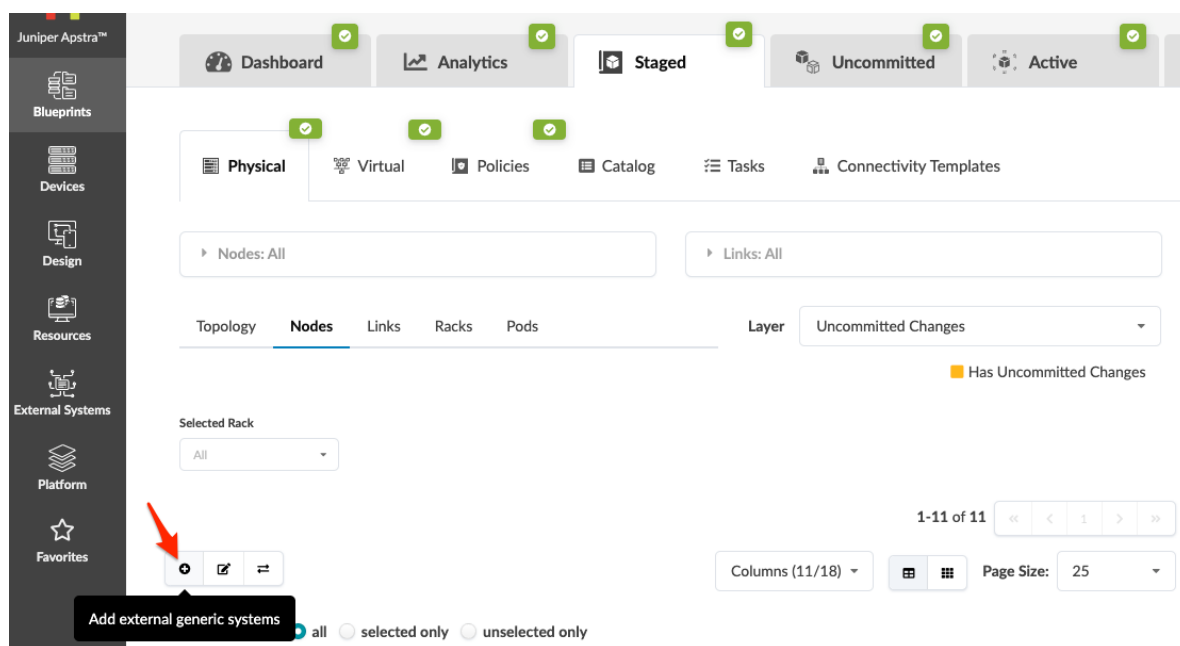 Juniper Apstra™
Blueprints
Devices
Design
Resources
External Systems
Platform
Favorites
Dashboard
Analytics
Staged
Uncommitted
Active
Physical
Virtual
Policies
Catalog
Tasks
Connectivity Templates
Nodes: All
Links: All
Topology
Nodes
Links
Racks
Pods
Layer
Uncommitted Changes
Has Uncommitted Changes
Selected Rack
All
1-11 of 11
« < 1 > »
Columns (11/18)
Page Size:
25
Add external generic systems
all
selected only
unselected only